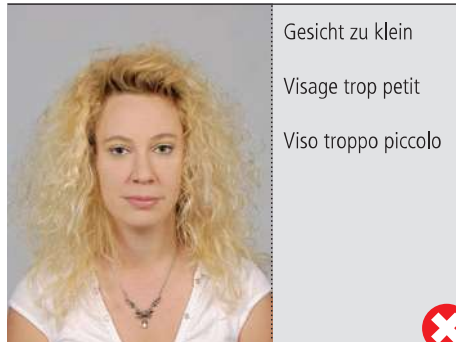 Gesicht zu klein
Visage trop petit
Viso troppo piccolo